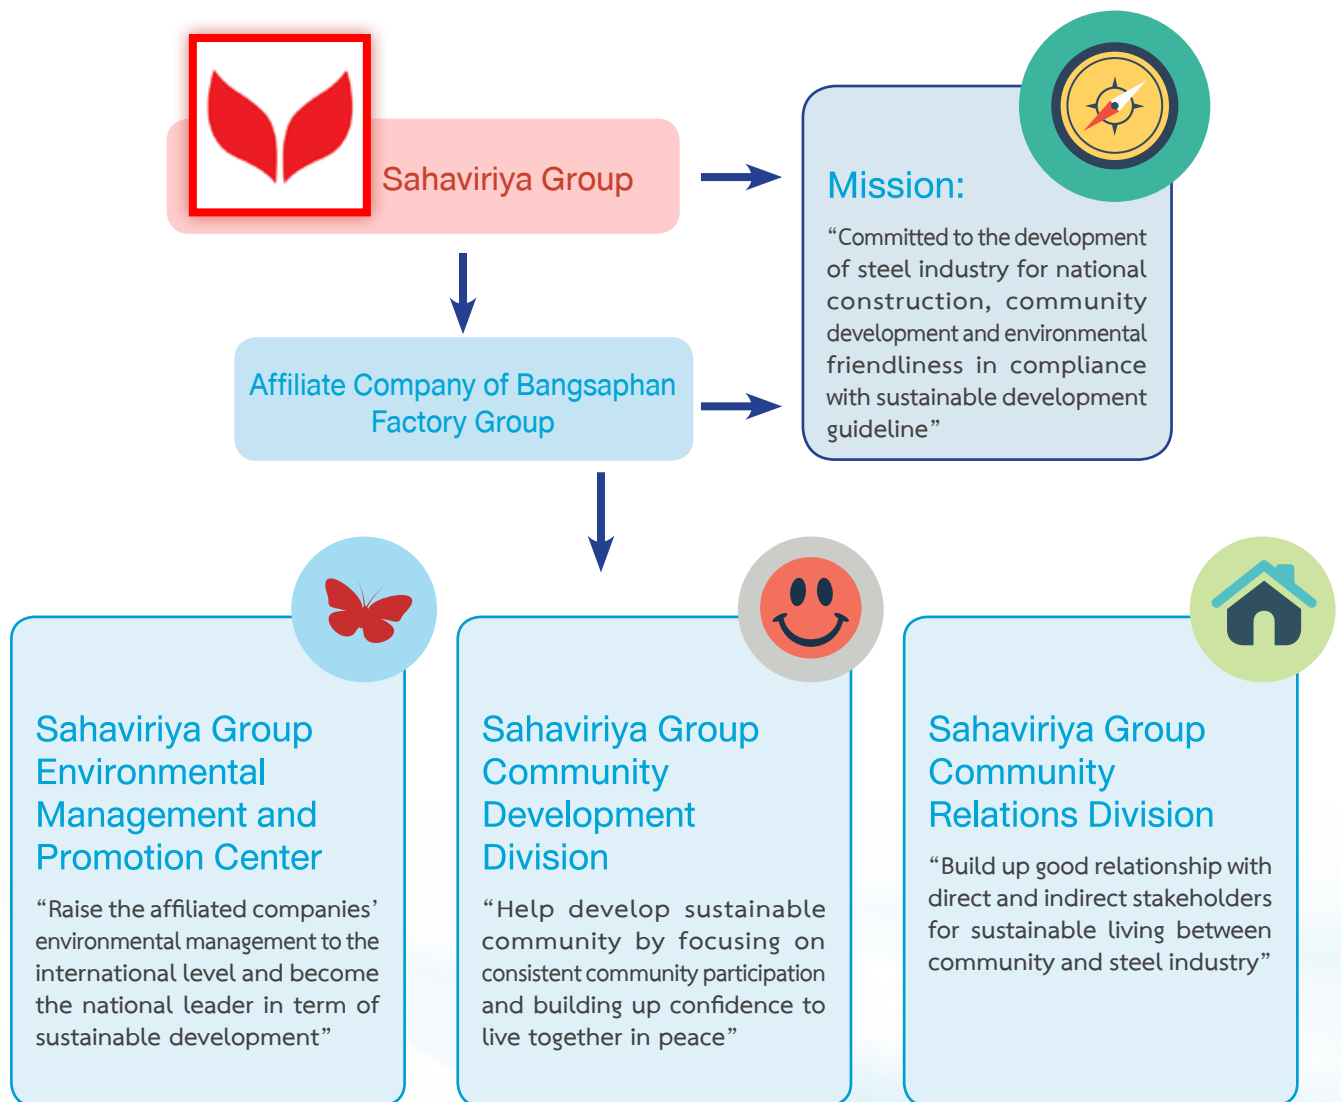 Sahaviriya Group
Mission:
“Committed to the development
of steel industry for national
construction, community
development and environmental
friendliness in compliance
with sustainable development
guideline”
Affiliate Company of Bangsaphan
Factory Group
Sahaviriya Group
Environmental
Management and
Promotion Center
“Raise the affiliated companies’
environmental management to the
international level and become
the national leader in term of
sustainable development”
Sahaviriya Group
Community
Development
Division
“Help develop sustainable
community by focusing on
consistent community participation
and building up confidence to
live together in peace”
Sahaviriya Group
Community
Relations Division
“Build up good relationship with
direct and indirect stakeholders
for sustainable living between
community and steel industry”